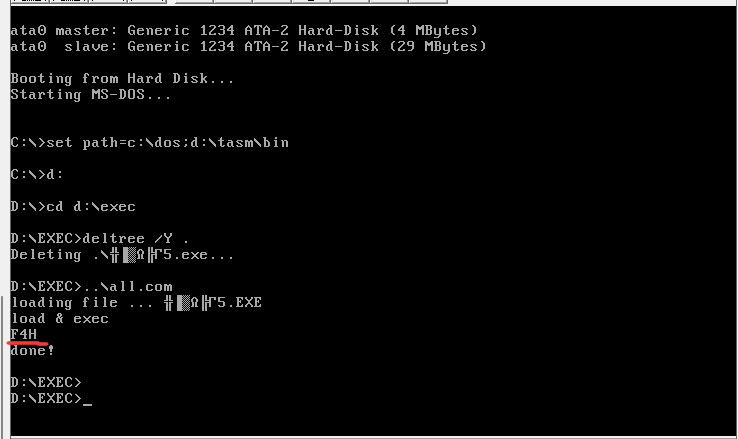 ata0 master: Generic 1234 ATA-2 Hard-Disk (4 MBytes)
ata0  slave: Generic 1234 ATA-2 Hard-Disk (29 MBytes)
Booting from Hard Disk...
Starting MS-DOS...
C:\>set path=c:\dos;d:\tasm\bin
C:\>d:
D:\>cd d:\exec
D:\EXEC>deltree /Y .
Deleting .\╬▐▒Ω╠Γ5.exe...
D:\EXEC>..\all.com
loading file ... ╬▐▒Ω╠Γ5.EXE
load & exec
F4H
done!
D:\EXEC>
D:\EXEC>_